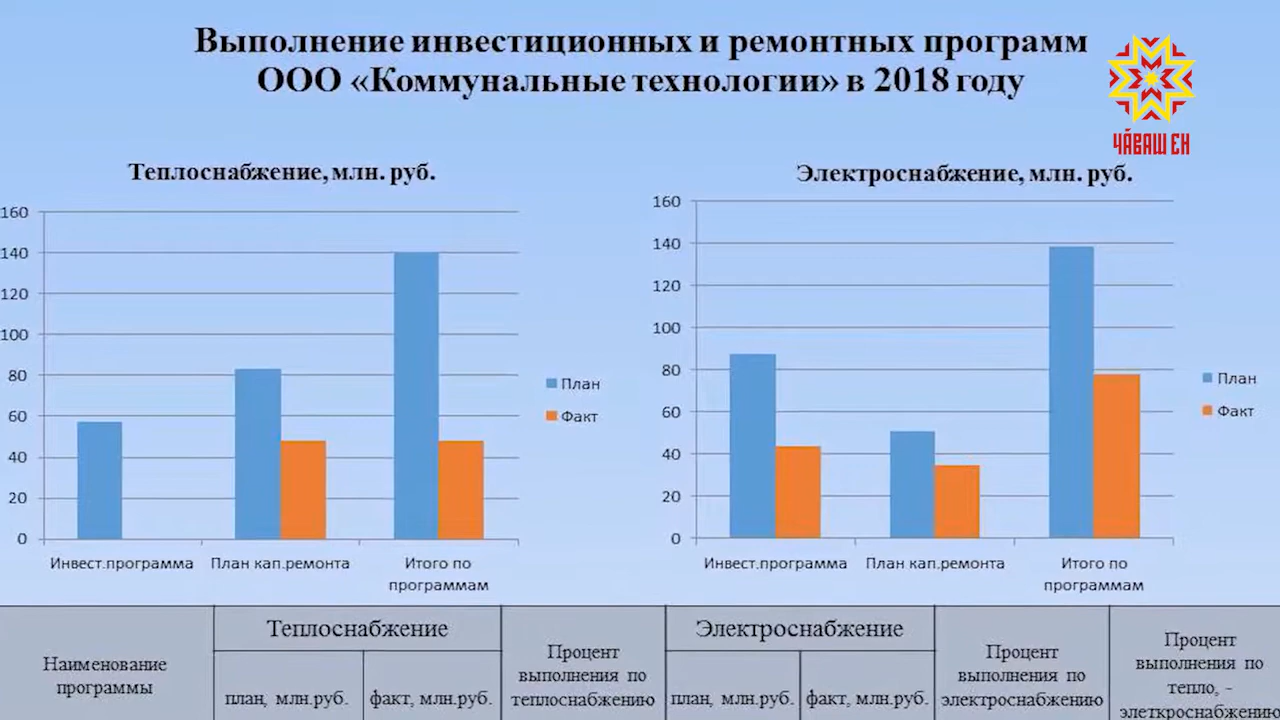 Выполнение инвестиционных и ремонтных программ
ООО «Коммунальные технологии» в 2018 году
ЧӐВАШ ЕН
Теплоснабжение, млн. руб.
160
140
120
100
80
60
40
20
0
Инвест.программа
План кап.ремонта
Итого по
программам
План
Факт
Электроснабжение, млн. руб.
160
140
120
100
80
60
40
20
0
Инвест.программа
План кап.ремонта
Итого по
программам
План
Факт
Наименование
программы
Теплоснабжение
план, млн.руб.
факт, млн.руб.
Процент
выполнения по
теплоснабжению
Электроснабжение
план, млн.руб.
факт, млн.руб.
Процент
выполнения по
электроснабжению
Процент
выполнения по
тепло, -
элеткроснабжению